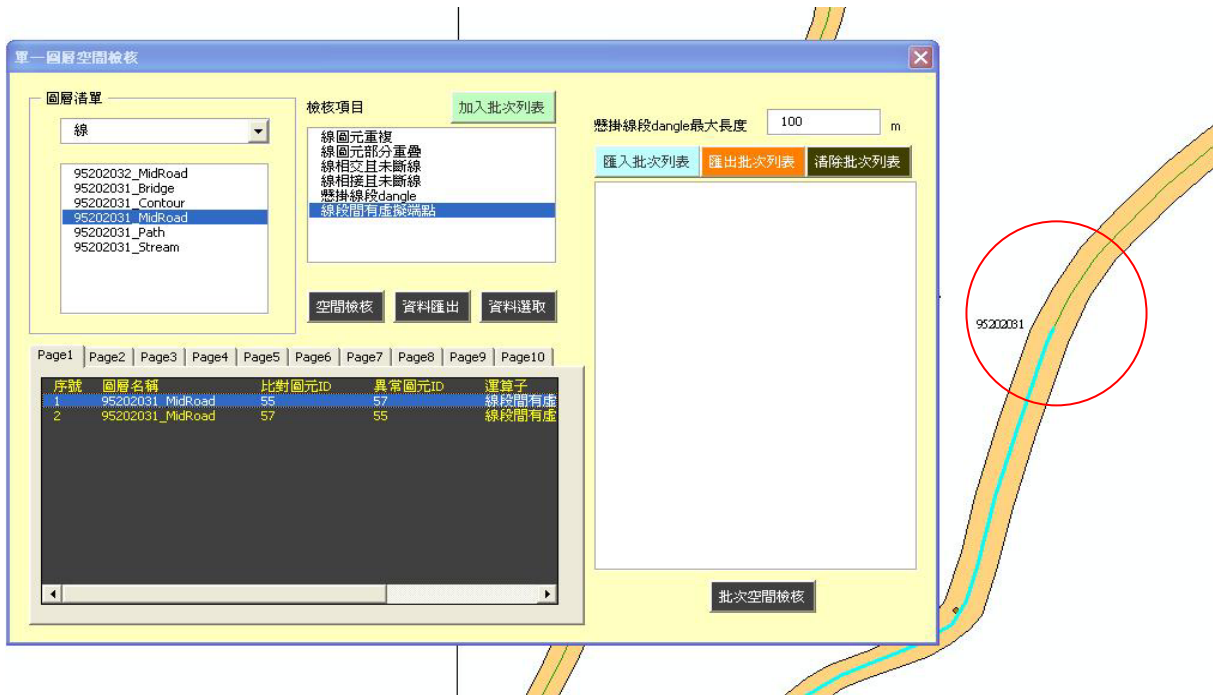 單一圖層空間檢核
圖層清單
線
95202032_MidRoad
95202031_Bridge
95202031_Contour
95202031_MidRoad
95202031_Path
95202031_Stream
檢核項目
加入批次列表
線圖元重複
線圖元部分重疊
線相交且未斷線
線相接且未斷線
懸掛線段dangle
線段間有虛擬端點
空間檢核
資料匯出
資料選取
懸掛線段dangle最大長度 100 m
匯入批次列表
匯出批次列表
清除批次列表
Page1 Page2 Page3 Page4 Page5 Page6 Page7 Page8 Page9 Page10
序號 圖層名稱 比對圖元ID 異常圖元ID 運算子
1 95202031_MidRoad 55 57 線段間有虛
2 95202031_MidRoad 57 55 線段間有虛
批次空間檢核
95202031